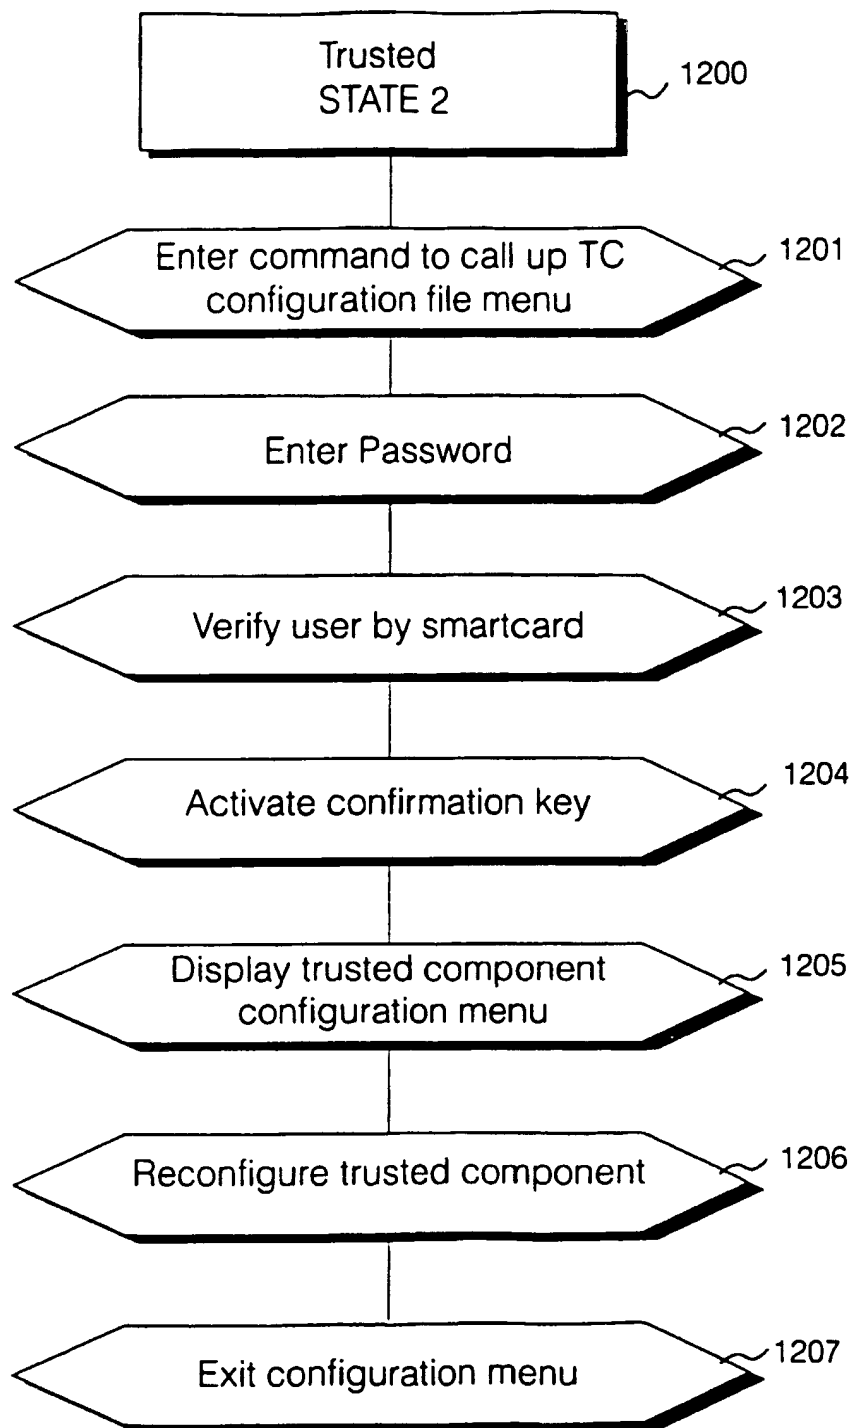 Trusted
STATE 2
1200
Enter command to call up TC
configuration file menu
1201
Enter Password
1202
Verify user by smartcard
1203
Activate confirmation key
1204
Display trusted component
configuration menu
1205
Reconfigure trusted component
1206
Exit configuration menu
1207